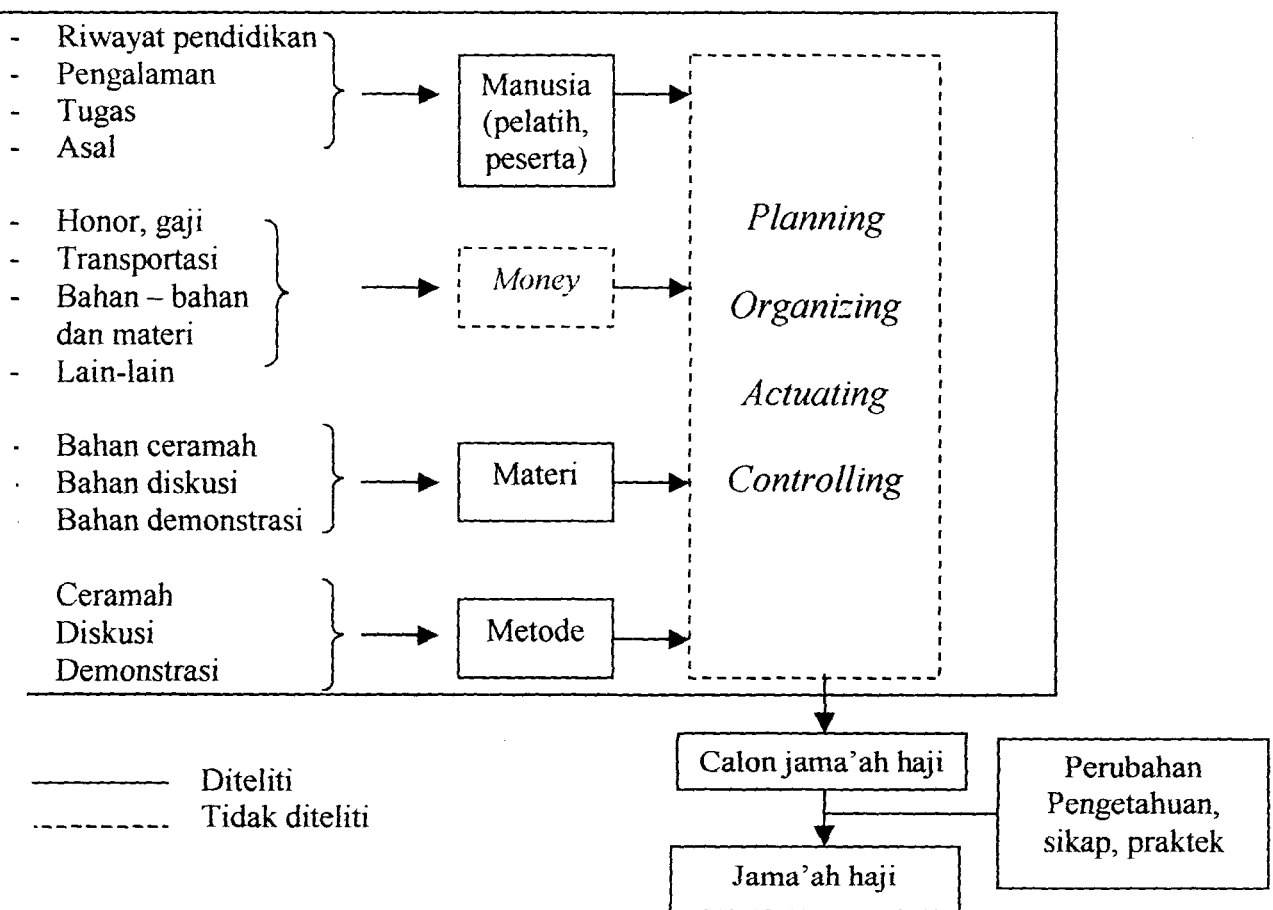 - Riwayat pendidikan
- Pengalaman
- Tugas
- Asal
Manusia
(pelatih,
peserta)
- Honor, gaji
- Transportasi
- Bahan – bahan
dan materi
- Lain-lain
Money
- Bahan ceramah
- Bahan diskusi
Bahan demonstrasi
Materi
Ceramah
Diskusi
Demonstrasi
Metode
Planning
Organizing
Actuating
Controlling
Calon jama’ah haji
Perubahan
Pengetahuan,
sikap, praktek
Jama’ah haji
Diteliti
Tidak diteliti